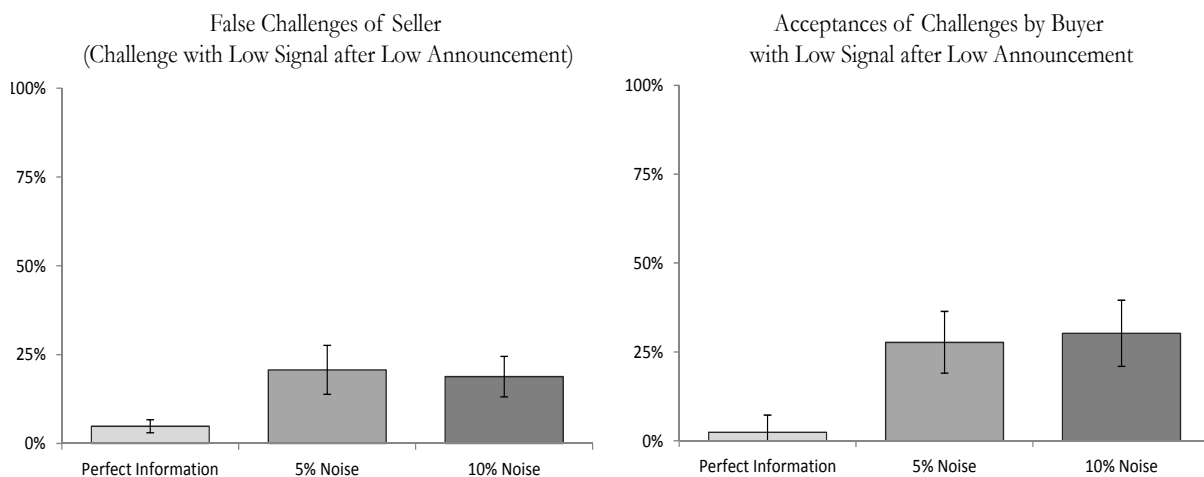 False Challenges of Seller
(Challenge with Low Signal after Low Announcement)
100%
75%
50%
25%
0%
Perfect Information
5% Noise
10% Noise
Acceptances of Challenges by Buyer
with Low Signal after Low Announcement
100%
75%
50%
25%
0%
Perfect Information
5% Noise
10% Noise